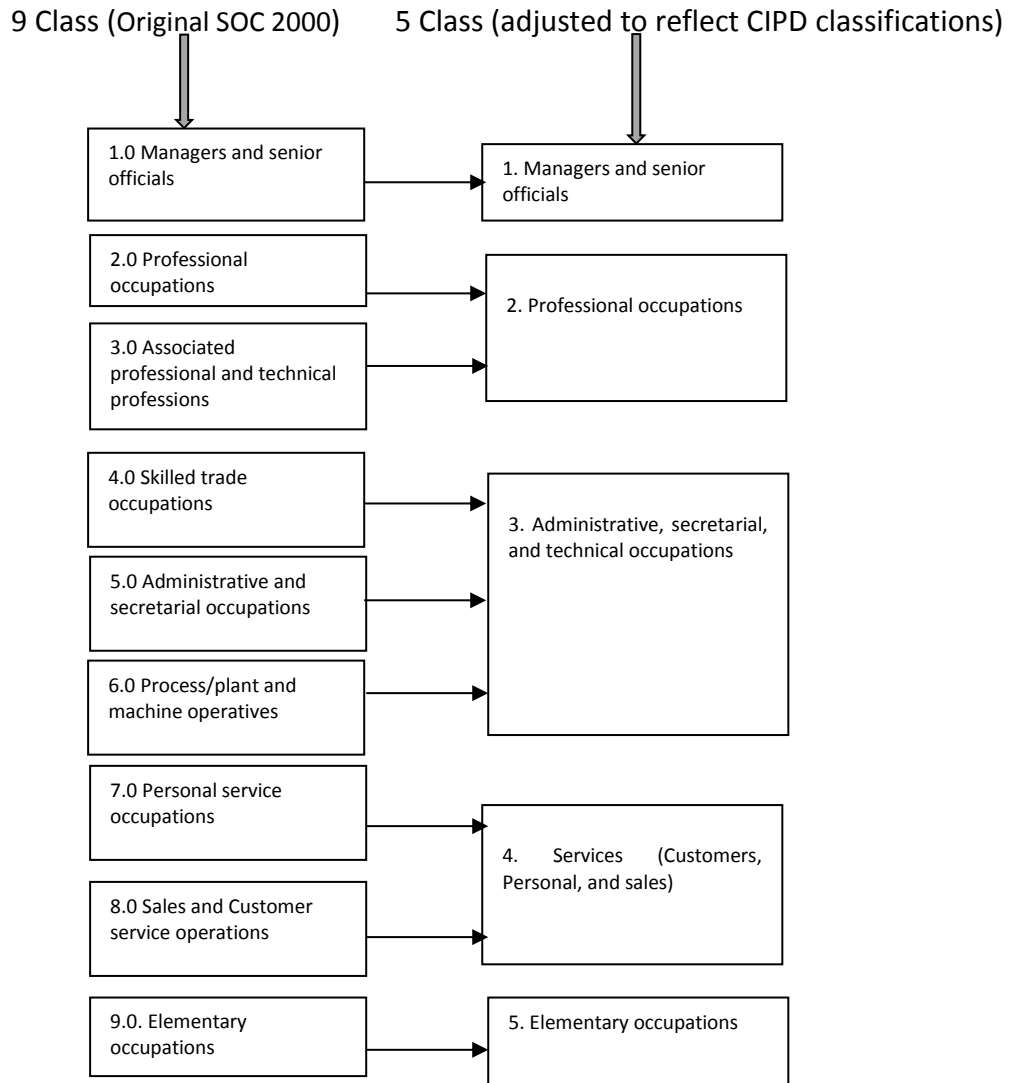 9 Class (Original SOC 2000)
5 Class (adjusted to reflect CIPD classifications)
1.0 Managers and senior
officials
1. Managers and senior
officials
2.0 Professional
occupations
2. Professional occupations
3.0 Associated
professional and technical
professions
4.0 Skilled trade
occupations
3. Administrative, secretarial,
and technical occupations
5.0 Administrative and
secretarial occupations
6.0 Process/plant and
machine operatives
7.0 Personal service
occupations
4. Services (Customers,
Personal, and sales)
8.0 Sales and Customer
service operations
9.0. Elementary
occupations
5. Elementary occupations